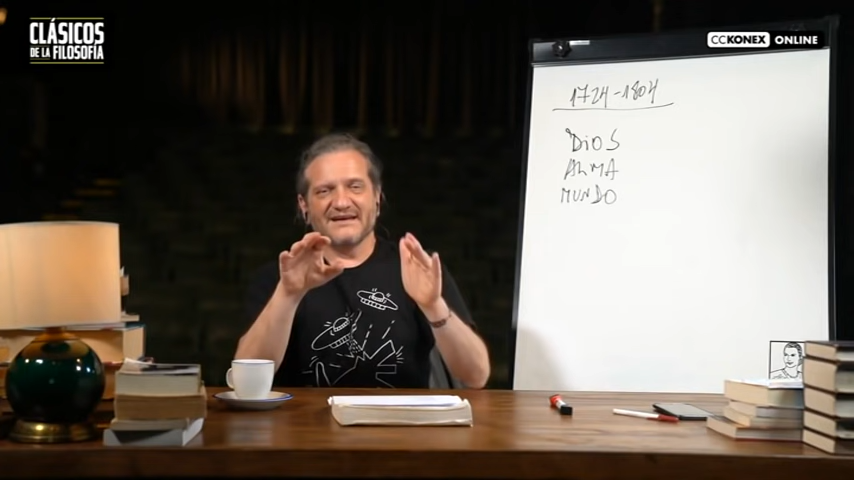 CLÁSICOS
DE LA FILOSOFÍA
CCKONEX ONLINE
1724-1804
DiOS
ALMA
MUNDO